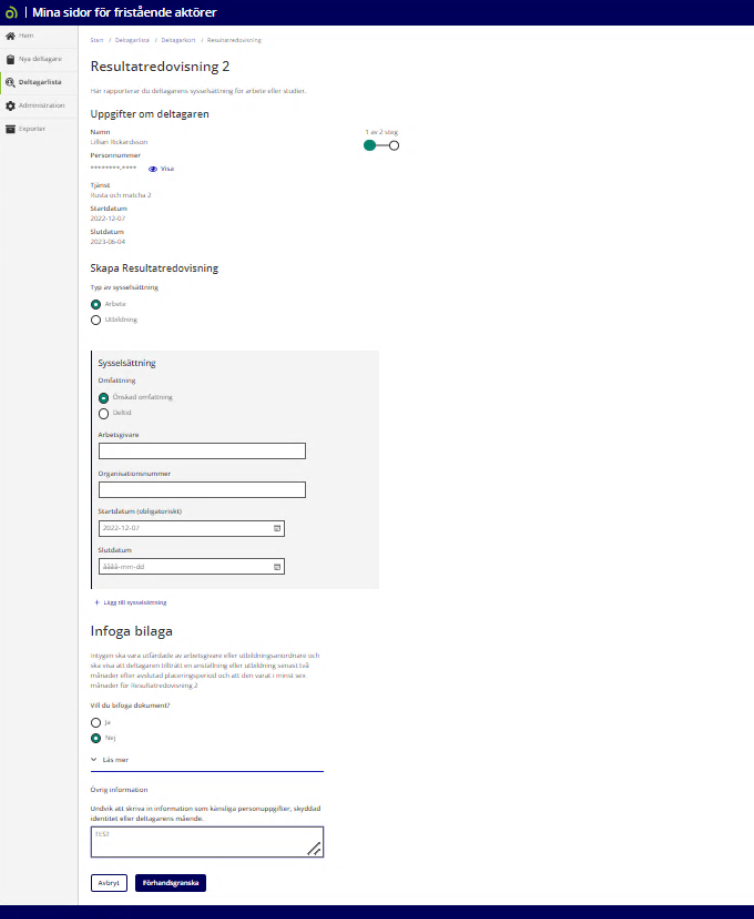 Mina sidor för fristående aktörer
Hem
Nya deltagare
Deltagarlista
Administration
Exporter
Start / Deltagarlista / Deltagarkort / Resultatredovisning
Resultatredovisning 2
Här rapporterar du deltagarens sysselsättning för arbete eller studier.
Uppgifter om deltagaren
Namn
Lillian Rickardsson
1 av 2 steg
Personnummer
********-**** Visa
Tjänst
Rusta och matcha 2
Startdatum
2022-12-07
Slutdatum
2023-06-04
Skapa Resultatredovisning
Typ av sysselsättning
Arbete
Utbildning
Sysselsättning
Omfattning
Önskad omfattning
Deltid
Arbetsgivare
Organisationsnummer
Startdatum (obligatoriskt)
2022-12-07
Slutdatum
åååå-mm-dd
+ Lägg till sysselsättning
Infoga bilaga
Intygen ska vara utfärdade av arbetsgivare eller utbildningsanordnare och
ska visa att deltagaren tillträtt en anställning eller utbildning senast två
månader efter avslutad placeringsperiod och att den varat i minst sex
månader för Resultatredovisning 2
Vill du bifoga dokument?
Ja
Nej
Läs mer
Övrig information
Undvik att skriva in information som känsliga personuppgifter, skyddad
identitet eller deltagarens mående.
TEST
Avbryt Förhandsgranska